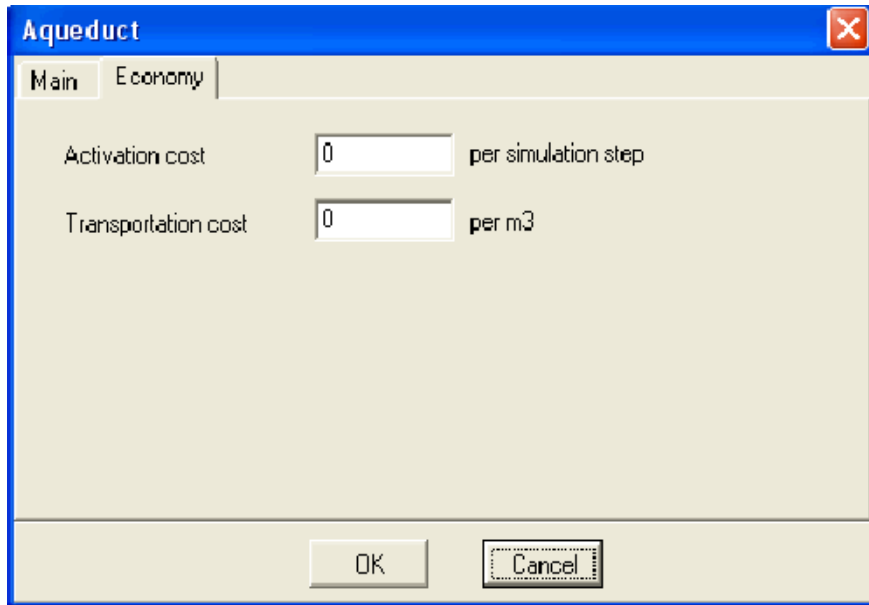 Aqueduct
Main Economy
Activation cost 0 per simulation step
Transportation cost 0 per m3
OK Cancel